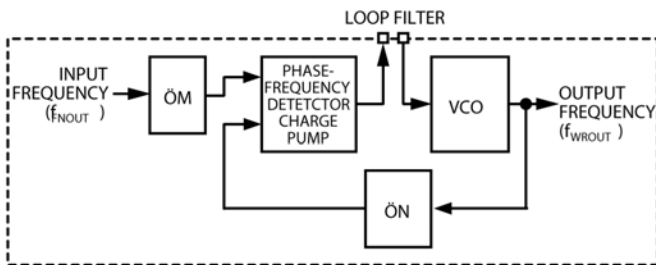 LOOP FILTER
INPUT
FREQUENCY
(fNOUT )
ÖM
PHASE-
FREQUENCY
DETETCTOR
CHARGE
PUMP
VCO
OUTPUT
FREQUENCY
(fWROUT )
ÖN